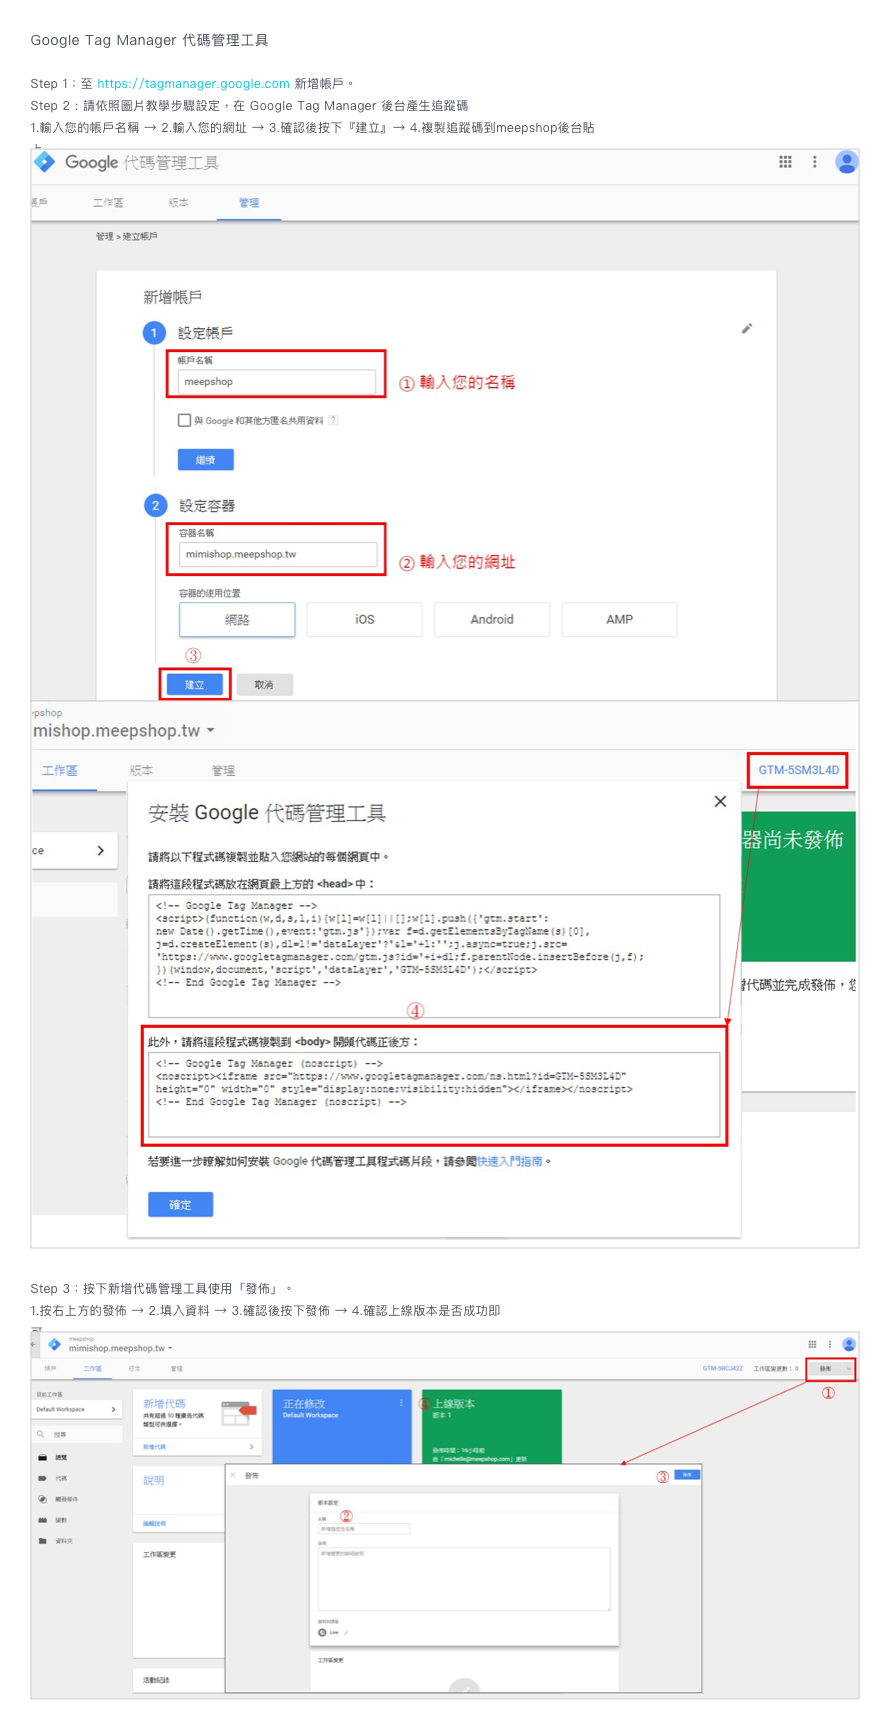 Google Tag Manager 代碼管理工具
Step 1：至 https://tagmanager.google.com 新增帳戶。
Step 2：請依照圖片教學步驟設定，在 Google Tag Manager 後台產生追蹤碼
1.輸入您的帳戶名稱 → 2.輸入您的網址 → 3.確認後按下『建立』→ 4.複製追蹤碼到meepshop後台貼
Google 代碼管理工具
工作區 版本 管理
管理 > 建立帳戶
新增帳戶
1 設定帳戶
帳戶名稱
meepshop
① 輸入您的名稱
與 Google 和其他方匿名共用資料 ?
繼續
2 設定容器
容器名稱
mimishop.meepshop.tw
② 輸入您的網址
容器的使用位置
網路 iOS Android AMP
③
建立 取消
epshop
mishop.meepshop.tw
工作區 版本 管理 GTM-5SM3L4D
安裝 Google 代碼管理工具
器尚未發佈
ce
請將以下程式碼複製並貼入您網站的每個網頁中。
請將這段程式碼放在網頁最上方的 <head> 中：
<!-- Google Tag Manager -->
<script>(function(w,d,s,l,i){w[l]=w[l]||[];w[l].push({'gtm.start':
new Date().getTime(),event:'gtm.js'});var f=d.getElementsByTagName(s)[0],
j=d.createElement(s),dl=l!='dataLayer'?'&l='+l:'';j.async=true;j.src=
'https://www.googletagmanager.com/gtm.js?id='+i+dl;f.parentNode.insertBefore(j,f);
})(window,document,'script','dataLayer','GTM-5SM3L4D');</script>
<!-- End Google Tag Manager -->
代碼並完成發佈，您
④
此外，請將這段程式碼複製到 <body> 開頭代碼正後方：
<!-- Google Tag Manager (noscript) -->
<noscript><iframe src="https://www.googletagmanager.com/ns.html?id=GTM-5SM3L4D"
height="0" width="0" style="display:none;visibility:hidden"></iframe></noscript>
<!-- End Google Tag Manager (noscript) -->
若要進一步瞭解如何安裝 Google 代碼管理工具程式碼片段，請參閱快速入門指南。
確定
Step 3：按下新增代碼管理工具使用「發佈」。
1.按右上方的發佈 → 2.填入資料 → 3.確認後按下發佈 → 4.確認上線版本是否成功即
meepshop
mimishop.meepshop.tw
帳戶 工作區 版本 管理 GTM-5RCJ42Z 工作區變更數：0 發佈
①
目前工作區
Default Workspace
搜尋
總覽
代碼
觸發條件
變數
資料夾
新增代碼
共有超過 50 種廣告代碼
類型可供選擇。
新增代碼
正在修改
Default Workspace
④ 上線版本
版本 1
發佈時間：16小時前
由「michelle@meepshop.com」更新
說明
編輯說明
工作區變更
活動紀錄
發佈
③ 發佈
版本設定
名稱
②
說明
Live
工作區變更